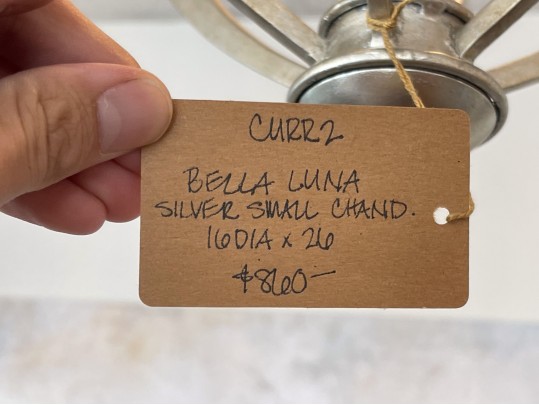 CURR2
BELLA LUNA
SILVER SMALL CHAND.
16DIA x 26
$860—